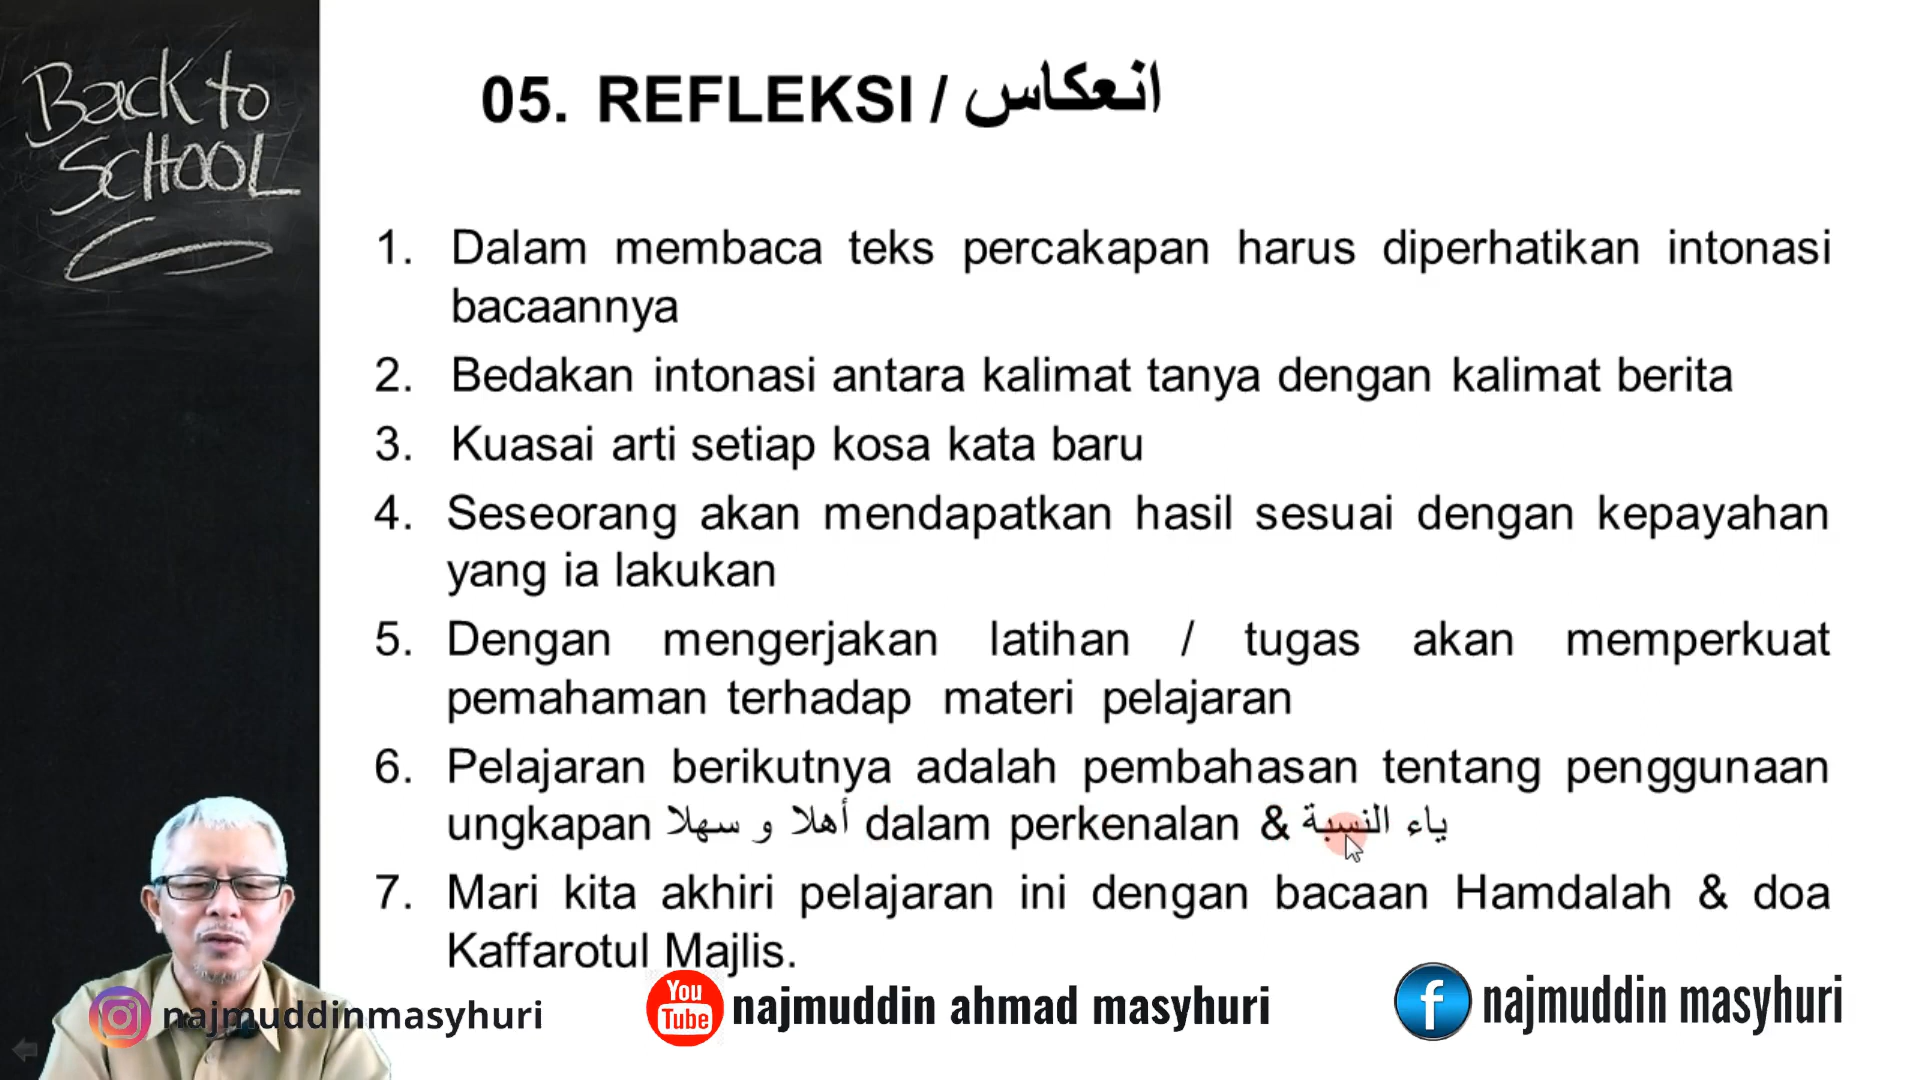 Back to
SCHOOL
05. REFLEKSI / انعكاس
1. Dalam membaca teks percakapan harus diperhatikan intonasi
bacaannya
2. Bedakan intonasi antara kalimat tanya dengan kalimat berita
3. Kuasai arti setiap kosa kata baru
4. Seseorang akan mendapatkan hasil sesuai dengan kepayahan
yang ia lakukan
5. Dengan mengerjakan latihan / tugas akan memperkuat
pemahaman terhadap materi pelajaran
6. Pelajaran berikutnya adalah pembahasan tentang penggunaan
ungkapan أهلا و سهلا dalam perkenalan & ياء النسبة
7. Mari kita akhiri pelajaran ini dengan bacaan Hamdalah & doa
Kaffarotul Majlis.
najmuddinmasyhuri
You
Tube
najmuddin ahmad masyhuri
f najmuddin masyhuri